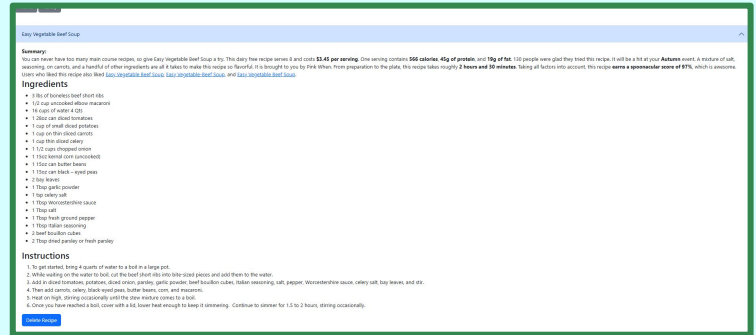 Easy Vegetable Beef Soup
Summary:
You can never have too many main course recipes, so give Easy Vegetable Beef Soup a try. This dairy free recipe serves 8 and costs $3.45 per serving. One serving contains 566 calories, 45g of protein, and 19g of fat. 130 people were glad they tried this recipe. It will be a hit at your Autumn event. A mixture of salt,
seasoning, on carrots, and a handful of other ingredients are all it takes to make this recipe so flavorful. It is brought to you by Pink When. From preparation to the plate, this recipe takes roughly 2 hours and 30 minutes. Taking all factors into account, this recipe earns a spoonacular score of 97%, which is awesome.
Users who liked this recipe also liked Easy Vegetable Beef Soup, Easy Vegetable-Beef Soup, and Easy Vegetable Beef Soup.
Ingredients
3 lbs of boneless beef short ribs
1/2 cup uncooked elbow macaroni
16 cups of water 4 Qts
1 28oz can diced tomatoes
1 cup of small diced potatoes
1 cup on thin sliced carrots
1 cup thin sliced celery
1 1/2 cups chopped onion
1 15oz kernal corn (uncooked)
1 15oz can butter beans
1 15oz can black – eyed peas
2 bay leaves
1 Tbsp garlic powder
1 tsp celery salt
1 Tbsp Worcestershire sauce
1 Tbsp salt
1 Tbsp fresh ground pepper
1 Tbsp Italian seasoning
2 beef bouillon cubes
2 Tbsp dried parsley or fresh parsley
Instructions
1. To get started, bring 4 quarts of water to a boil in a large pot.
2. While waiting on the water to boil, cut the beef short ribs into bite-sized pieces and add them to the water.
3. Add in diced tomatoes, potatoes, diced onion, parsley, garlic powder, beef bouillon cubes, Italian seasoning, salt, pepper, Worcestershire sauce, celery salt, bay leaves, and stir.
4. Then add carrots, celery, black-eyed peas, butter beans, corn, and macaroni.
5. Heat on high, stirring occasionally until the stew mixture comes to a boil.
6. Once you have reached a boil, cover with a lid, lower heat enough to keep it simmering. Continue to simmer for 1.5 to 2 hours, stirring occasionally.
Delete Recipe